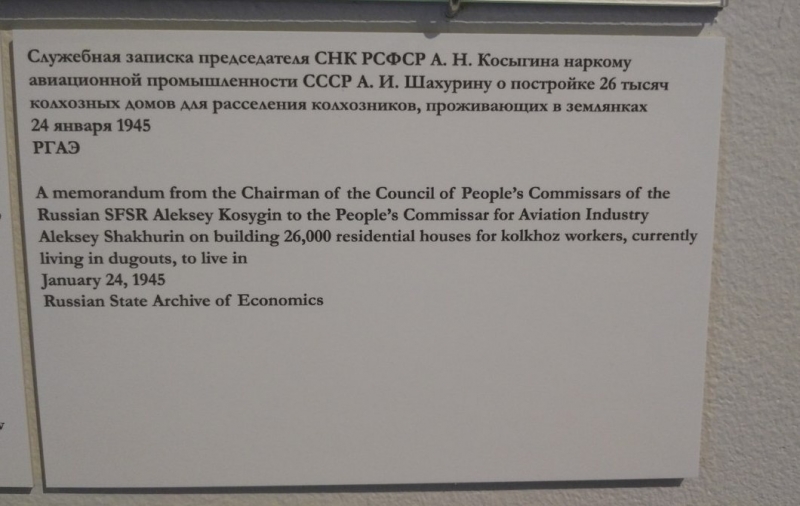 Служебная записка председателя СНК РСФСР А. Н. Косыгина наркому
авиационной промышленности СССР А. И. Шахурину о постройке 26 тысяч
колхозных домов для расселения колхозников, проживающих в землянках
24 января 1945
РГАЭ
A memorandum from the Chairman of the Council of People's Commissars of the
Russian SFSR Aleksey Kosygin to the People's Commissar for Aviation Industry
Aleksey Shakhurin on building 26,000 residential houses for kolkhoz workers, currently
living in dugouts, to live in
January 24, 1945
Russian State Archive of Economics